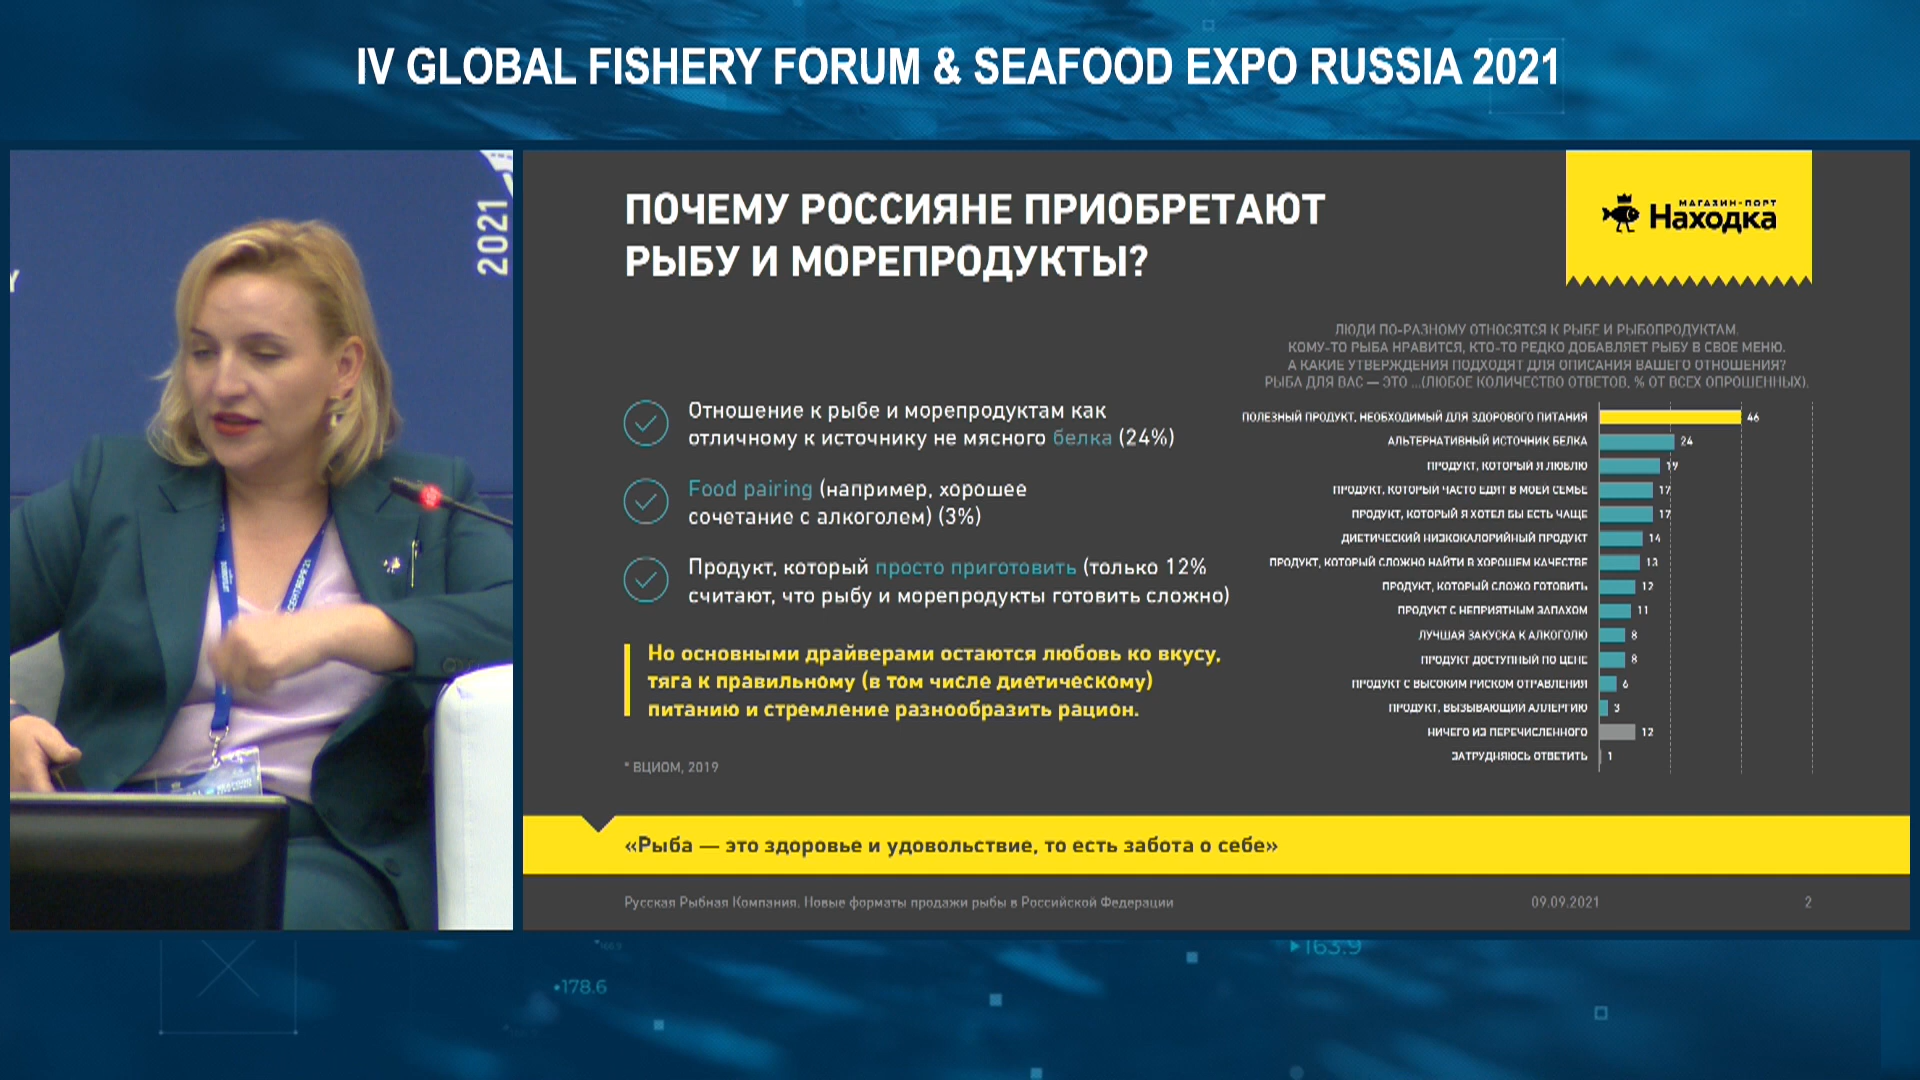 IV GLOBAL FISHERY FORUM & SEAFOOD EXPO RUSSIA 2021
2021
Y
ПОЧЕМУ РОССИЯНЕ ПРИОБРЕТАЮТ
РЫБУ И МОРЕПРОДУКТЫ?
МАГАЗИН-ПОРТ
Находка
ЛЮДИ ПО-РАЗНОМУ ОТНОСЯТСЯ К РЫБЕ И РЫБОПРОДУКТАМ.
КОМУ-ТО РЫБА НРАВИТСЯ, КТО-ТО РЕДКО ДОБАВЛЯЕТ РЫБУ В СВОЕ МЕНЮ.
А КАКИЕ УТВЕРЖДЕНИЯ ПОДХОДЯТ ДЛЯ ОПИСАНИЯ ВАШЕГО ОТНОШЕНИЯ?
РЫБА ДЛЯ ВАС — ЭТО ...(ЛЮБОЕ КОЛИЧЕСТВО ОТВЕТОВ, % ОТ ВСЕХ ОПРОШЕННЫХ).
Отношение к рыбе и морепродуктам как
отличному к источнику не мясного белка (24%)
Food pairing (например, хорошее
сочетание с алкоголем) (3%)
Продукт, который просто приготовить (только 12%
считают, что рыбу и морепродукты готовить сложно)
Но основными драйверами остаются любовь ко вкусу,
тяга к правильному (в том числе диетическому)
питанию и стремление разнообразить рацион.
* ВЦИОМ, 2019
ПОЛЕЗНЫЙ ПРОДУКТ, НЕОБХОДИМЫЙ ДЛЯ ЗДОРОВОГО ПИТАНИЯ 46
АЛЬТЕРНАТИВНЫЙ ИСТОЧНИК БЕЛКА 24
ПРОДУКТ, КОТОРЫЙ Я ЛЮБЛЮ 19
ПРОДУКТ, КОТОРЫЙ ЧАСТО ЕДЯТ В МОЕЙ СЕМЬЕ 17
ПРОДУКТ, КОТОРЫЙ Я ХОТЕЛ БЫ ЕСТЬ ЧАЩЕ 17
ДИЕТИЧЕСКИЙ НИЗКОКАЛОРИЙНЫЙ ПРОДУКТ 14
ПРОДУКТ, КОТОРЫЙ СЛОЖНО НАЙТИ В ХОРОШЕМ КАЧЕСТВЕ 13
ПРОДУКТ, КОТОРЫЙ СЛОЖО ГОТОВИТЬ 12
ПРОДУКТ С НЕПРИЯТНЫМ ЗАПАХОМ 11
ЛУЧШАЯ ЗАКУСКА К АЛКОГОЛЮ 8
ПРОДУКТ ДОСТУПНЫЙ ПО ЦЕНЕ 8
ПРОДУКТ С ВЫСОКИМ РИСКОМ ОТРАВЛЕНИЯ 6
ПРОДУКТ, ВЫЗЫВАЮЩИЙ АЛЛЕРГИЮ 3
НИЧЕГО ИЗ ПЕРЕЧИСЛЕННОГО 12
ЗАТРУДНЯЮСЬ ОТВЕТИТЬ 1
«Рыба — это здоровье и удовольствие, то есть забота о себе»
Русская Рыбная Компания. Новые форматы продажи рыбы в Российской Федерации
09.09.2021
2
163.9
178.6